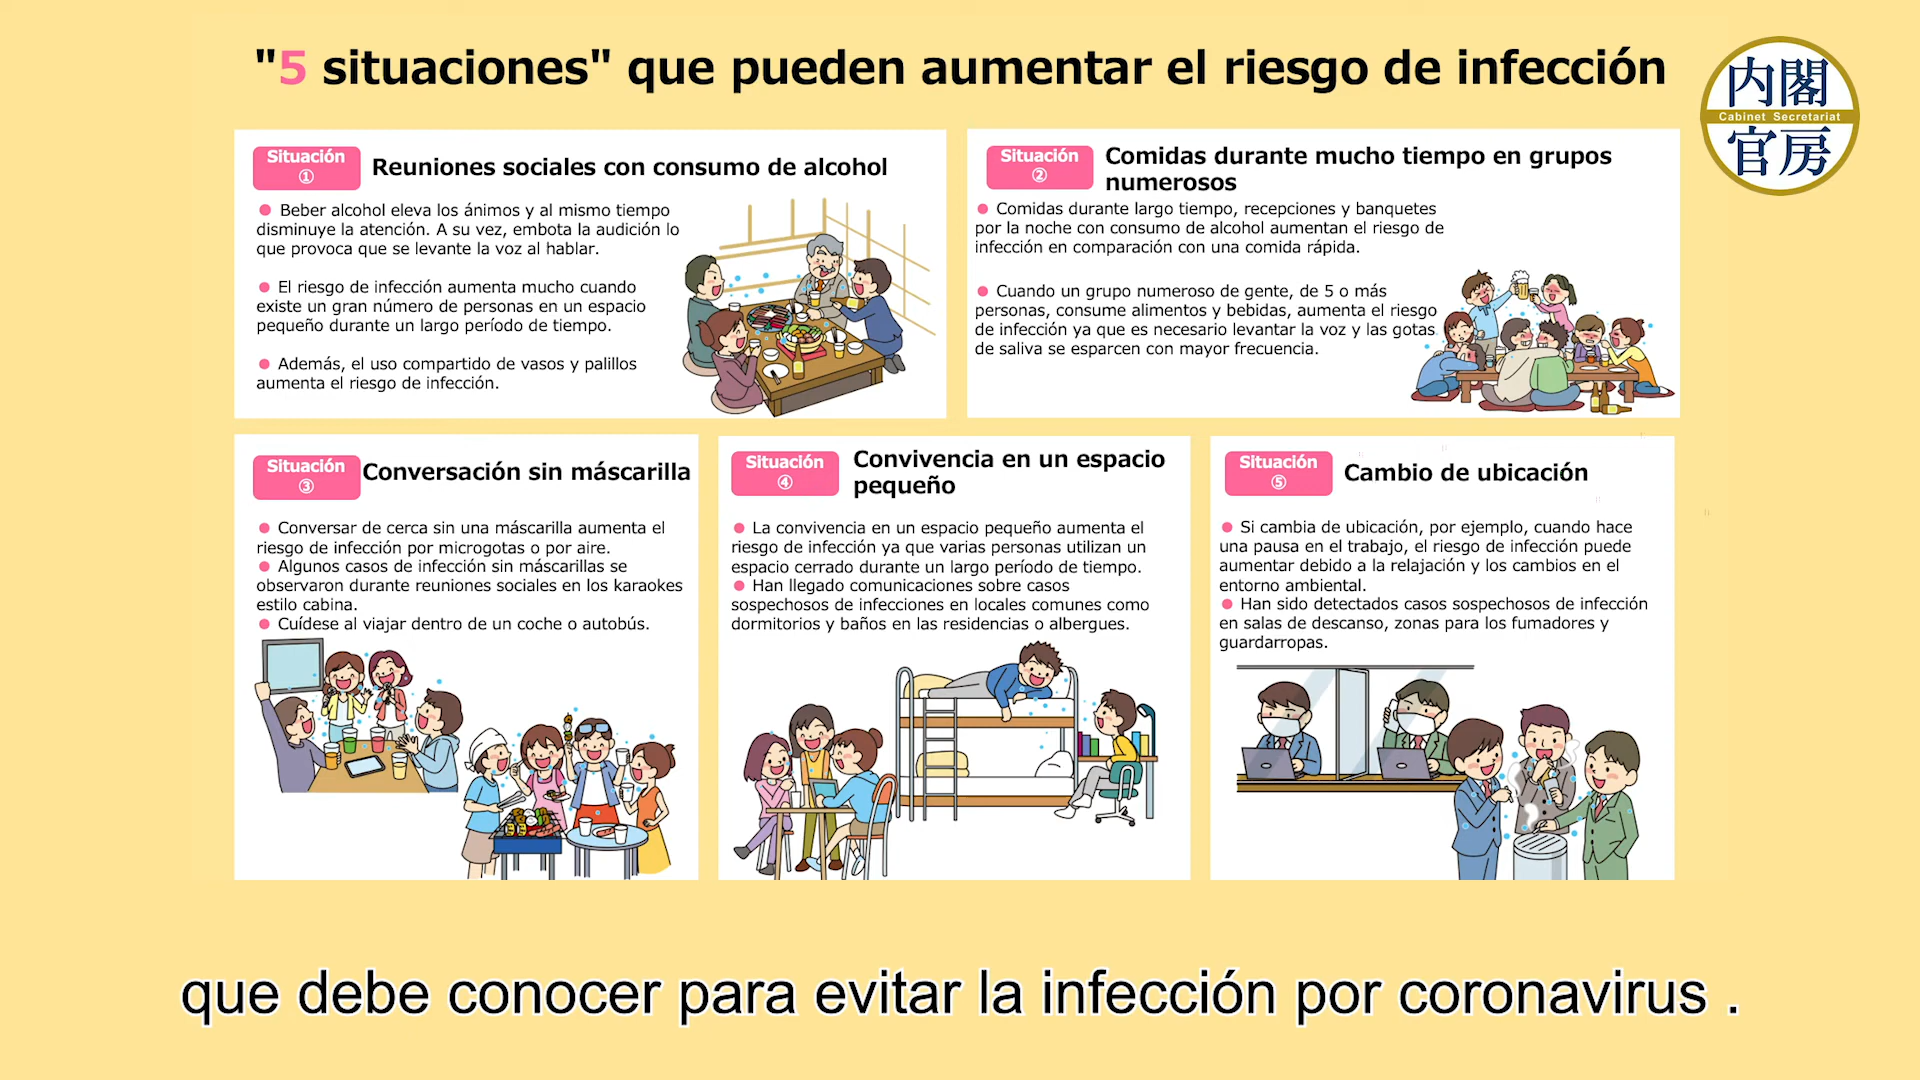 "5 situaciones" que pueden aumentar el riesgo de infección
内閣
Cabinet Secretariat
官房
Situación
①
Reuniones sociales con consumo de alcohol
● Beber alcohol eleva los ánimos y al mismo tiempo
disminuye la atención. A su vez, embota la audición lo
que provoca que se levante la voz al hablar.
● El riesgo de infección aumenta mucho cuando
existe un gran número de personas en un espacio
pequeño durante un largo período de tiempo.
● Además, el uso compartido de vasos y palillos
aumenta el riesgo de infección.
Situación
②
Comidas durante mucho tiempo en grupos
numerosos
● Comidas durante largo tiempo, recepciones y banquetes
por la noche con consumo de alcohol aumentan el riesgo de
infección en comparación con una comida rápida.
● Cuando un grupo numeroso de gente, de 5 o más
personas, consume alimentos y bebidas, aumenta el riesgo
de infección ya que es necesario levantar la voz y las gotas
de saliva se esparcen con mayor frecuencia.
Situación
③
Conversación sin máscarilla
● Conversar de cerca sin una máscarilla aumenta el
riesgo de infección por microgotas o por aire.
● Algunos casos de infección sin máscarillas se
observaron durante reuniones sociales en los karaokes
estilo cabina.
● Cuídese al viajar dentro de un coche o autobús.
Situación
④
Convivencia en un espacio
pequeño
● La convivencia en un espacio pequeño aumenta el
riesgo de infección ya que varias personas utilizan un
espacio cerrado durante un largo período de tiempo.
● Han llegado comunicaciones sobre casos
sospechosos de infecciones en locales comunes como
dormitorios y baños en las residencias o albergues.
Situación
⑤
Cambio de ubicación
● Si cambia de ubicación, por ejemplo, cuando hace
una pausa en el trabajo, el riesgo de infección puede
aumentar debido a la relajación y los cambios en el
entorno ambiental.
● Han sido detectados casos sospechosos de infección
en salas de descanso, zonas para los fumadores y
guardarropas.
que debe conocer para evitar la infección por coronavirus .